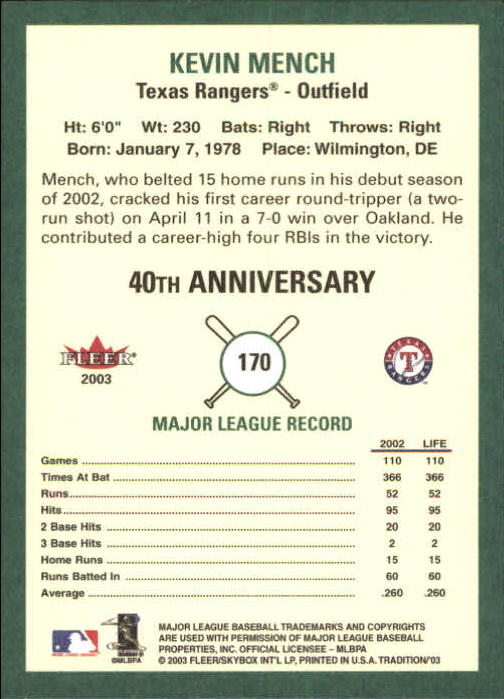 KEVIN MENCH
Texas Rangers® - Outfield
Ht: 6'0" Wt: 230 Bats: Right Throws: Right
Born: January 7, 1978 Place: Wilmington, DE
Mench, who belted 15 home runs in his debut season
of 2002, cracked his first career round-tripper (a two-
run shot) on April 11 in a 7-0 win over Oakland. He
contributed a career-high four RBIs in the victory.
40TH ANNIVERSARY
FLEER®
2003
170
TEXAS RANGERS
T
MAJOR LEAGUE RECORD
2002 LIFE
Games 110 110
Times At Bat 366 366
Runs 52 52
Hits 95 95
2 Base Hits 20 20
3 Base Hits 2 2
Home Runs 15 15
Runs Batted In 60 60
Average .260 .260
©MLBPA
MAJOR LEAGUE BASEBALL TRADEMARKS AND COPYRIGHTS
ARE USED WITH PERMISSION OF MAJOR LEAGUE BASEBALL
PROPERTIES, INC. OFFICIAL LICENSEE - MLBPA
© 2003 FLEER/SKYBOX INT'L LP, PRINTED IN U.S.A. TRADITION'03